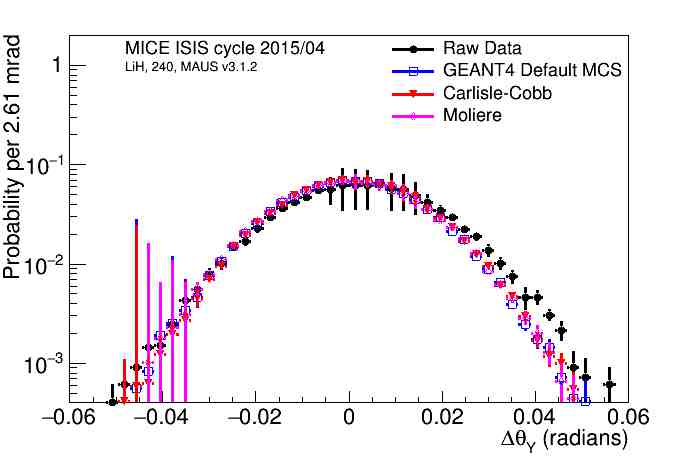 MICE ISIS cycle 2015/04
LiH, 240, MAUS v3.1.2
Raw Data
GEANT4 Default MCS
Carlisle-Cobb
Moliere
Probability per 2.61 mrad
1
10⁻¹
10⁻²
10⁻³
−0.06 −0.04 −0.02 0 0.02 0.04 0.06
Δθ_Y (radians)